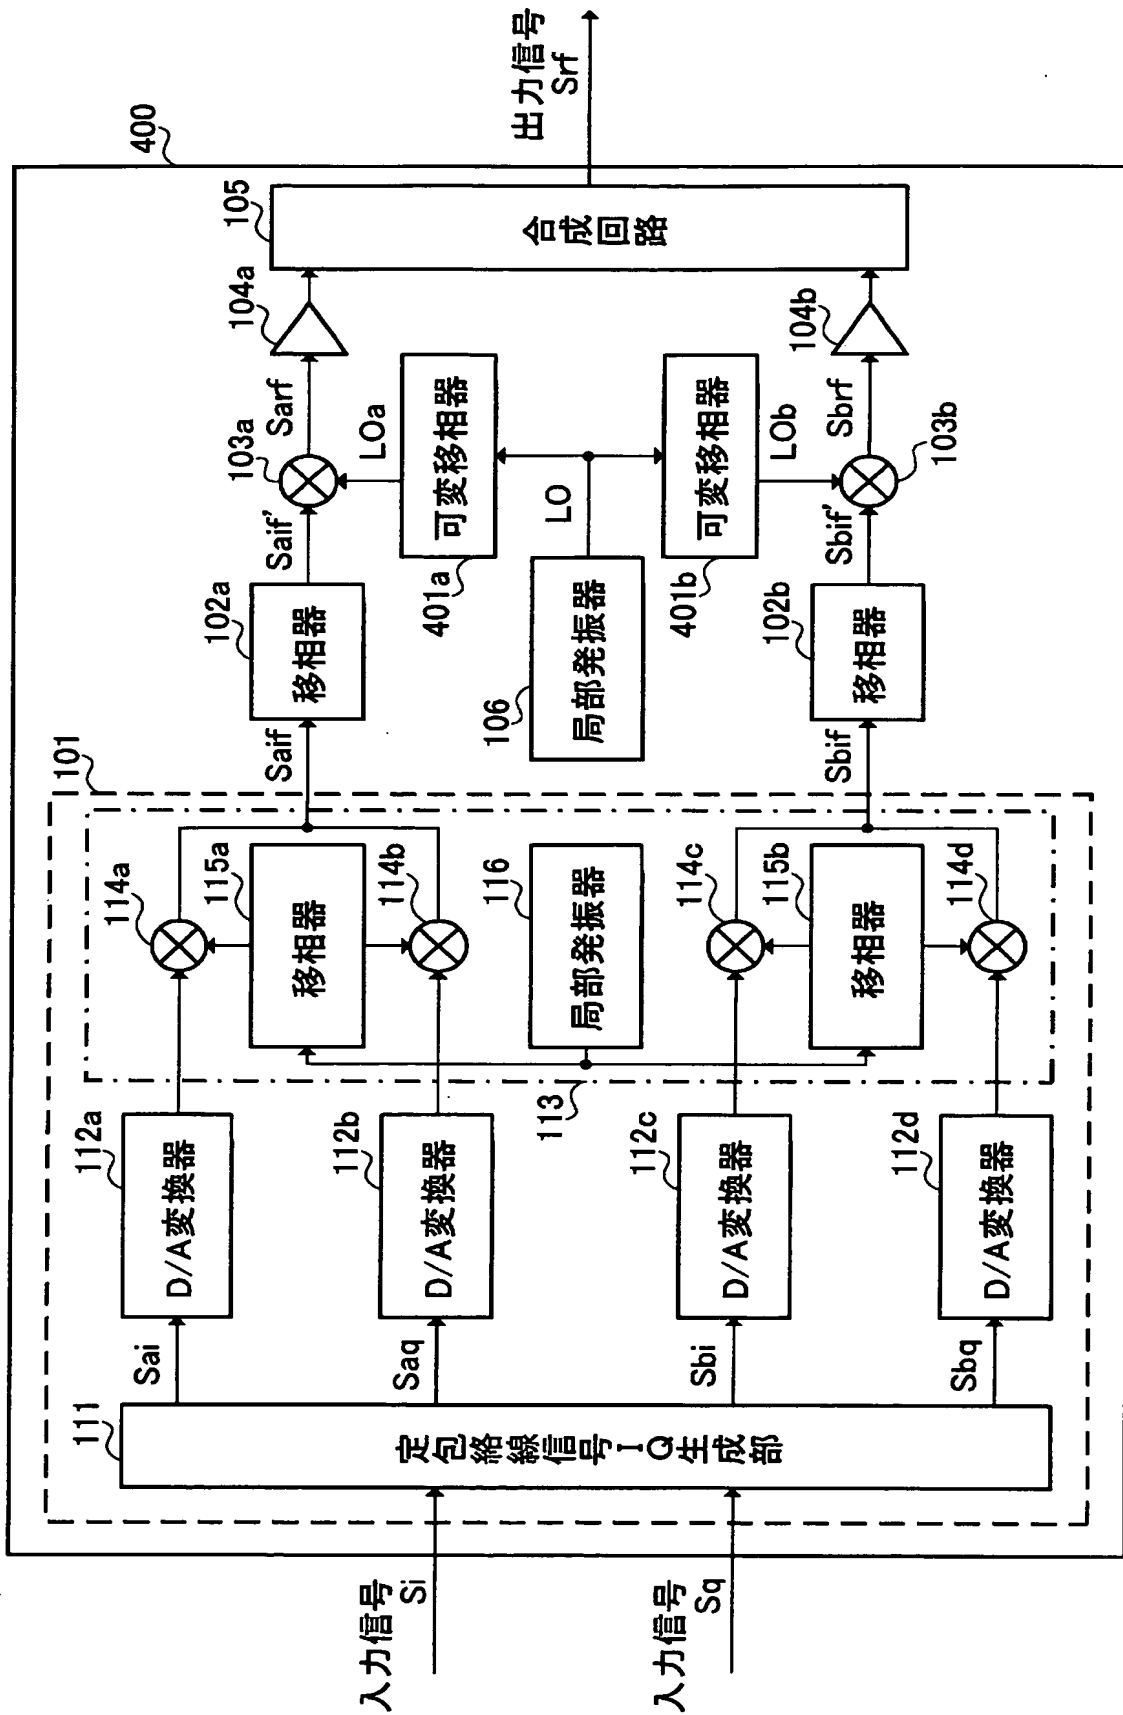 400
入力信号
Si
入力信号
Sq
111
定包絡線信号IQ生成部
Sai
Saq
Sbi
Sbq
112a
D/A変換器
112b
D/A変換器
112c
D/A変換器
112d
D/A変換器
101
113
114a
115a
移相器
114b
116
局部発振器
114c
115b
移相器
114d
Saif
Sbif
102a
移相器
102b
移相器
106
局部発振器
LO
Saif'
Sbif'
401a
可変移相器
401b
可変移相器
LOa
LOb
103a
103b
Sarf
Sbrf
104a
104b
105
合成回路
出力信号
Srf